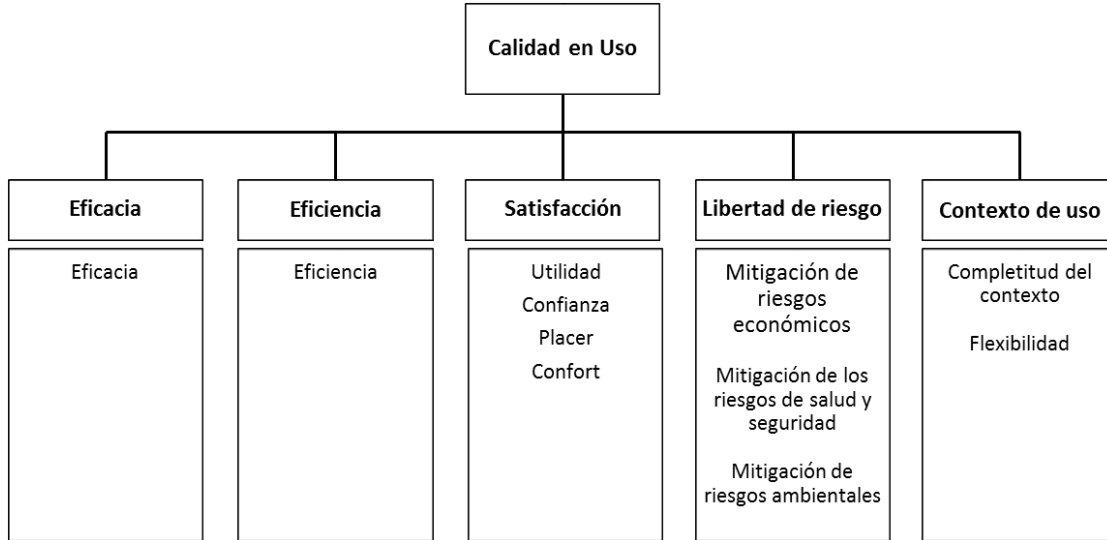 Calidad en Uso
Eficacia
Eficiencia
Satisfacción
Libertad de riesgo
Contexto de uso
Eficacia
Eficiencia
Utilidad
Confianza
Placer
Confort
Mitigación de
riesgos
económicos
Mitigación de los
riesgos de salud y
seguridad
Mitigación de
riesgos ambientales
Completitud del
contexto
Flexibilidad